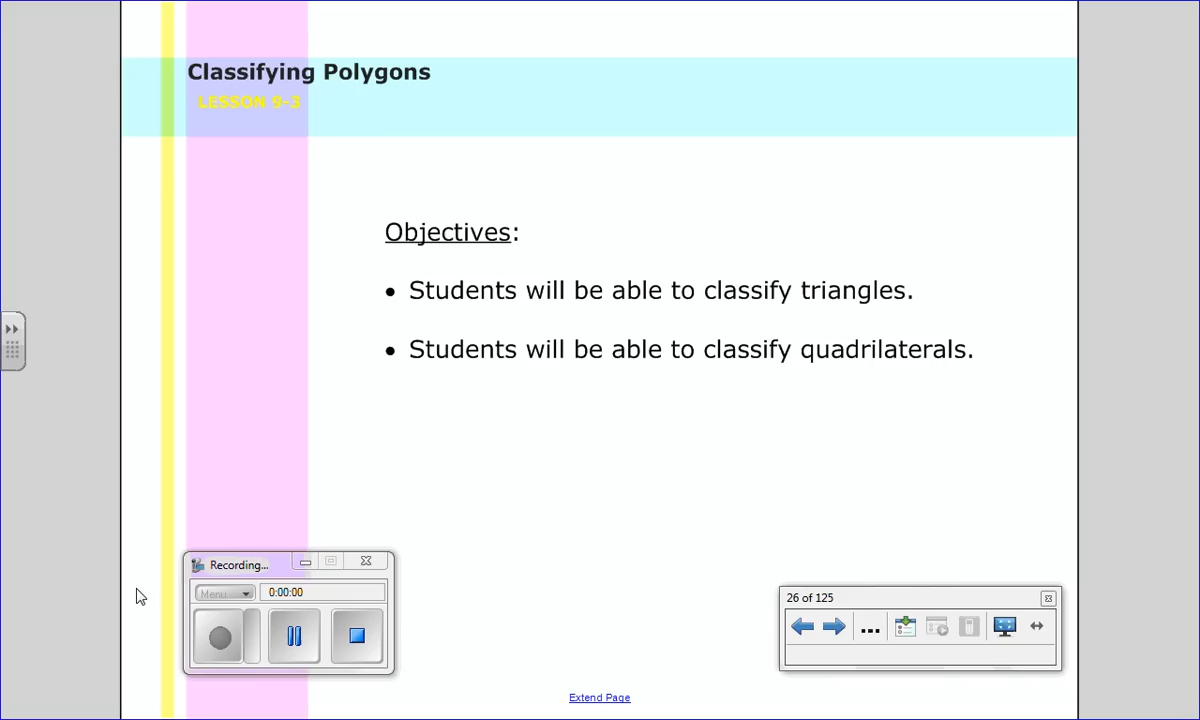 Classifying Polygons
LESSON 9-3
Objectives:
• Students will be able to classify triangles.
• Students will be able to classify quadrilaterals.
Recording...
Menu
0:00:00
26 of 125
...
Extend Page